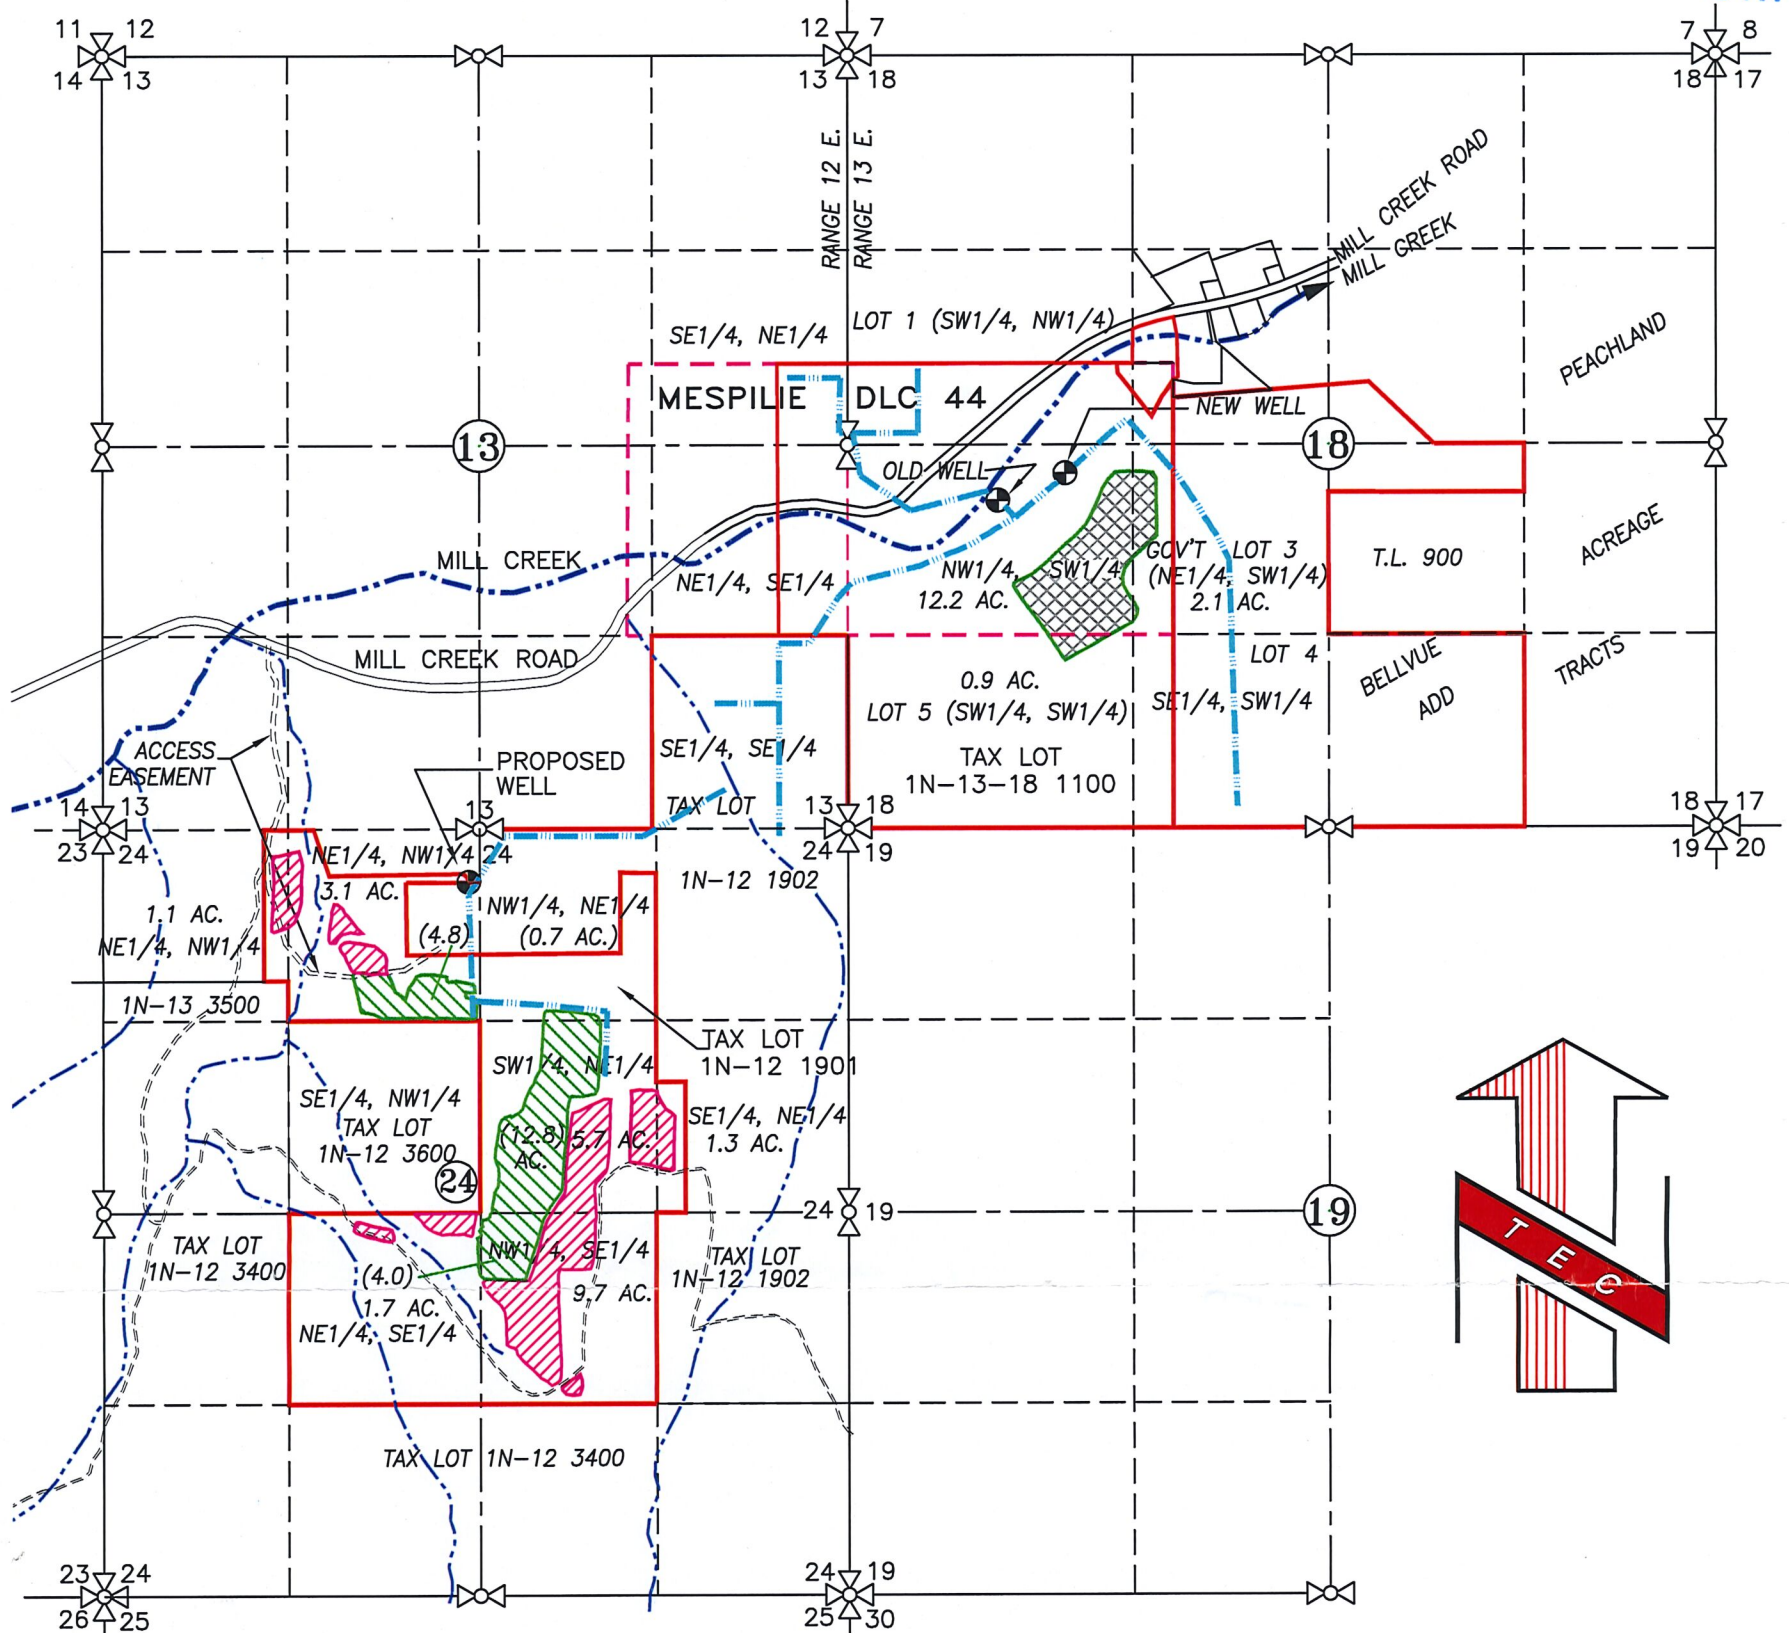 11 12
14 13
12 7
13 18
7 8
18 17
RANGE 12 E.
RANGE 13 E.
MILL CREEK ROAD
MILL CREEK
SE1/4, NE1/4
LOT 1 (SW1/4, NW1/4)
PEACHLAND
MESPILIE DLC 44
NEW WELL
13
18
OLD WELL
ACREAGE
MILL CREEK
NE1/4, SE1/4
NW1/4, SW1/4
12.2 AC.
GOV'T LOT 3
(NE1/4, SW1/4)
2.1 AC.
T.L. 900
MILL CREEK ROAD
LOT 4
SE1/4, SW1/4
BELLVUE
ADD
TRACTS
0.9 AC.
LOT 5 (SW1/4, SW1/4)
TAX LOT
1N-13-18 1100
ACCESS
EASEMENT
PROPOSED
WELL
SE1/4, SE1/4
TAX LOT
1N-12 1902
14 13
23 24
13
24
13 18
24 19
18 17
19 20
NE1/4, NW1/4
3.1 AC.
1.1 AC.
NE1/4, NW1/4
(4.8)
NW1/4, NE1/4
(0.7 AC.)
1N-13 3500
TAX LOT
1N-12 1901
SW1/4, NE1/4
SE1/4, NW1/4
TAX LOT
1N-12 3600
24
(12.8)
AC.
5.7 AC.
SE1/4, NE1/4
1.3 AC.
24 19
19
TAX LOT
1N-12 3400
NW1/4, SE1/4
9.7 AC.
(4.0)
1.7 AC.
NE1/4, SE1/4
TAX LOT
1N-12 1902
TEC
TAX LOT 1N-12 3400
23 24
26 25
24 19
25 30